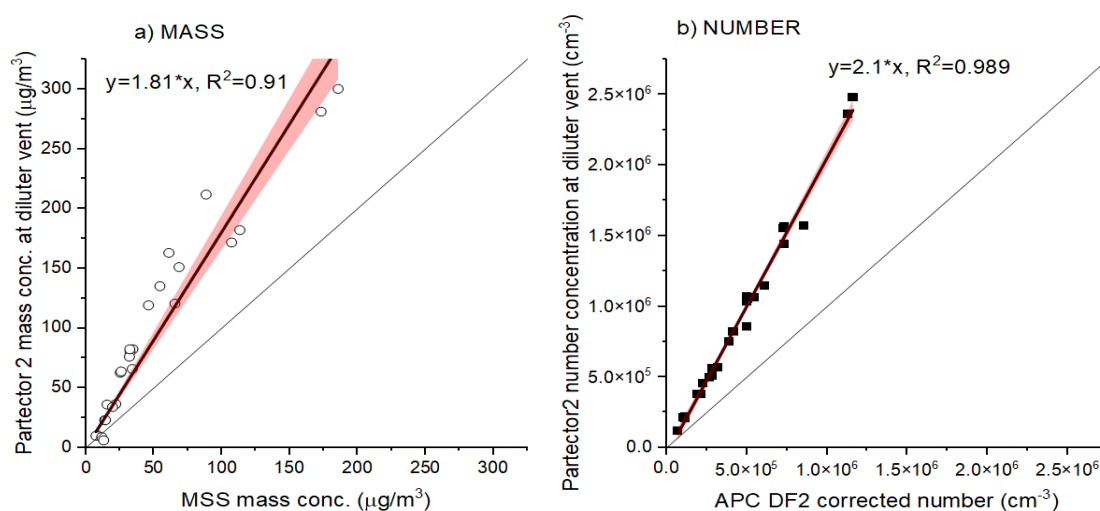 a) MASS
y=1.81*x, R²=0.91
Partector 2 mass conc. at diluter vent (μg/m³)
300
250
200
150
100
50
0
0 50 100 150 200 250 300
MSS mass conc. (μg/m³)
b) NUMBER
y=2.1*x, R²=0.989
Partector2 number concentration at diluter vent (cm⁻³)
2.5×10⁶
2.0×10⁶
1.5×10⁶
1.0×10⁶
5.0×10⁵
0.0
0.0 5.0×10⁵ 1.0×10⁶ 1.5×10⁶ 2.0×10⁶ 2.5×10⁶
APC DF2 corrected number (cm⁻³)